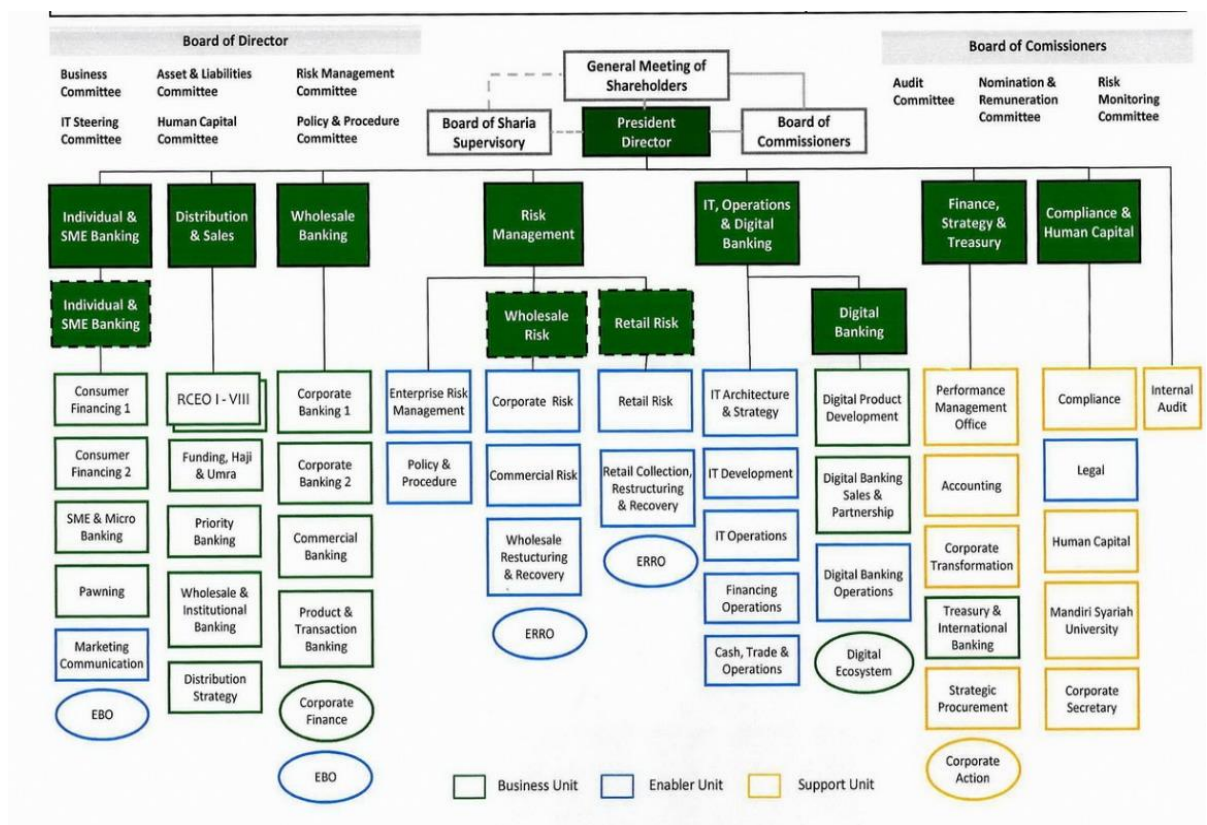 Board of Director
Business
Committee
Asset & Liabilities
Committee
Risk Management
Committee
IT Steering
Committee
Human Capital
Committee
Policy & Procedure
Committee
General Meeting of
Shareholders
Board of Sharia
Supervisory
President
Director
Board of
Commissioners
Board of Comissioners
Audit
Committee
Nomination &
Remuneration
Committee
Risk
Monitoring
Committee
Individual &
SME Banking
Distribution
& Sales
Wholesale
Banking
Risk
Management
IT, Operations
& Digital
Banking
Finance,
Strategy &
Treasury
Compliance &
Human Capital
Individual &
SME Banking
Wholesale
Risk
Retail Risk
Digital
Banking
Consumer
Financing 1
Consumer
Financing 2
SME & Micro
Banking
Pawning
Marketing
Communication
EBO
RCEO I - VIII
Funding, Haji
& Umra
Priority
Banking
Wholesale &
Institutional
Banking
Distribution
Strategy
Corporate
Banking 1
Corporate
Banking 2
Commercial
Banking
Product &
Transaction
Banking
Corporate
Finance
EBO
Enterprise Risk
Management
Policy &
Procedure
Corporate Risk
Commercial Risk
Wholesale
Restucturing
& Recovery
ERRO
Retail Risk
Retail Collection,
Restructuring
& Recovery
ERRO
IT Architecture
& Strategy
IT Development
IT Operations
Financing
Operations
Cash, Trade &
Operations
Digital Product
Development
Digital Banking
Sales &
Partnership
Digital Banking
Operations
Digital
Ecosystem
Performance
Management
Office
Accounting
Corporate
Transformation
Treasury &
International
Banking
Strategic
Procurement
Corporate
Action
Compliance
Legal
Human Capital
Mandiri Syariah
University
Corporate
Secretary
Internal
Audit
Business Unit
Enabler Unit
Support Unit